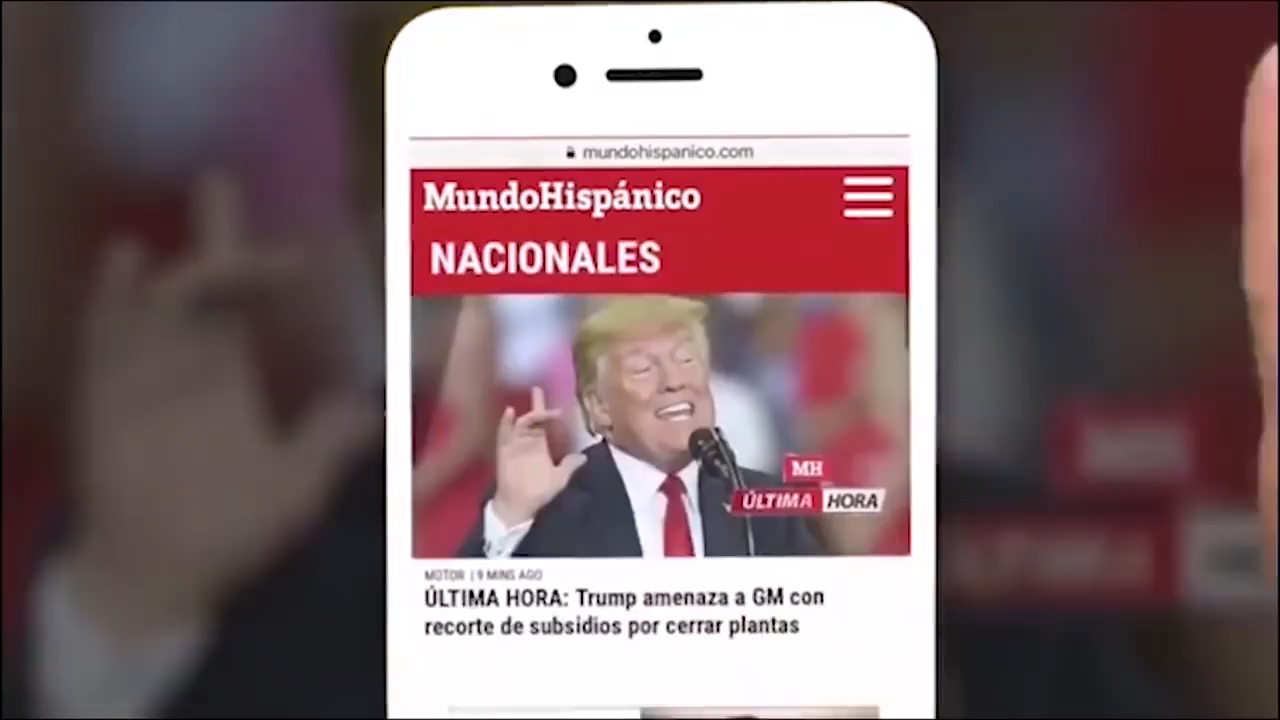 mundohispanico.com
MundoHispánico
NACIONALES
MH
ÚLTIMA HORA
MOTOR | 9 MINS AGO
ÚLTIMA HORA: Trump amenaza a GM con
recorte de subsidios por cerrar plantas